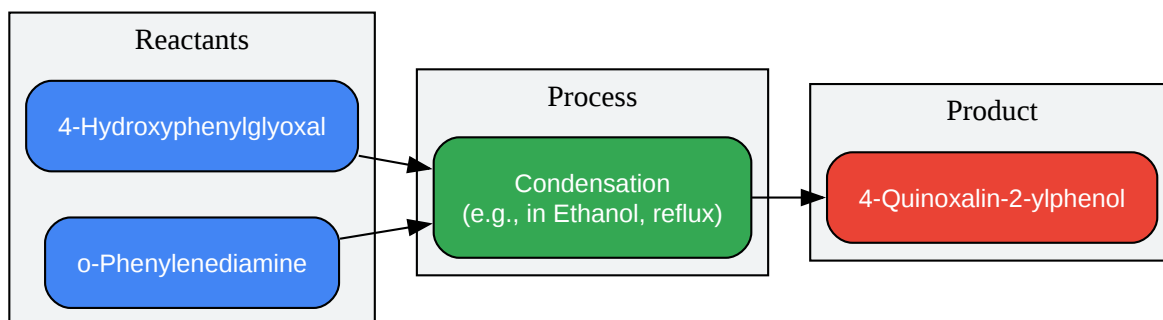 Reactants
4-Hydroxyphenylglyoxal
o-Phenylenediamine
Process
Condensation
(e.g., in Ethanol, reflux)
Product
4-Quinoxalin-2-ylphenol